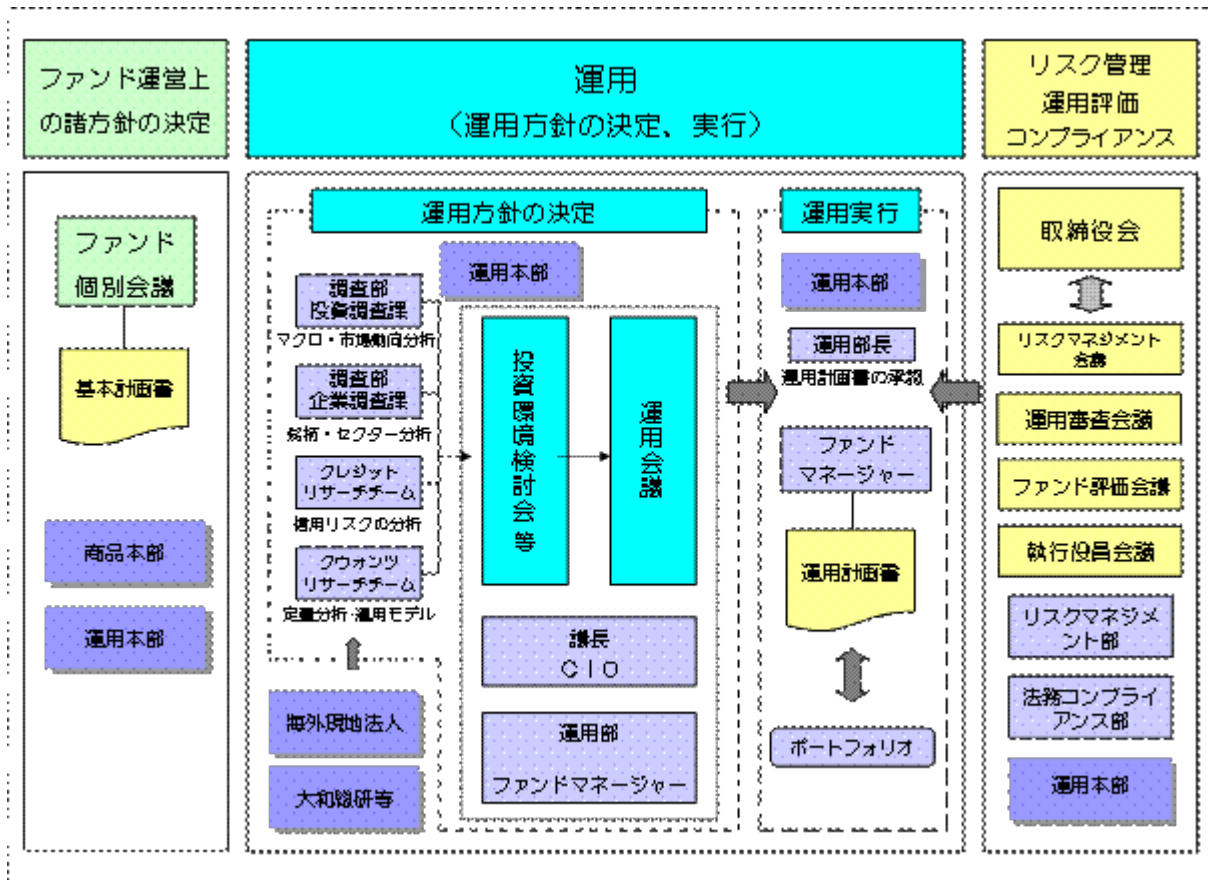 ファンド運営上
の諸方針の決定
運用
(運用方針の決定、実行)
リスク管理
運用評価
コンプライアンス
ファンド
個別会議
基本計画書
商品本部
運用本部
運用方針の決定
運用本部
調査部
投資調査課
マクロ・市場動向分析
調査部
企業調査課
銘柄・セクター分析
クレジット
リサーチチーム
信用リスクの分析
クウォンツ
リサーチチーム
定量分析・運用モデル
海外現地法人
大和総研等
投資環境検討会等
運用会議
議長
CIO
運用部
ファンドマネージャー
運用実行
運用本部
運用部長
運用計画書の承認
ファンド
マネージャー
運用計画書
ポートフォリオ
取締役会
リスクマネジメント
会議
運用審査会議
ファンド評価会議
執行役員会議
リスクマネジメ
ント部
法務コンプライ
アンス部
運用本部